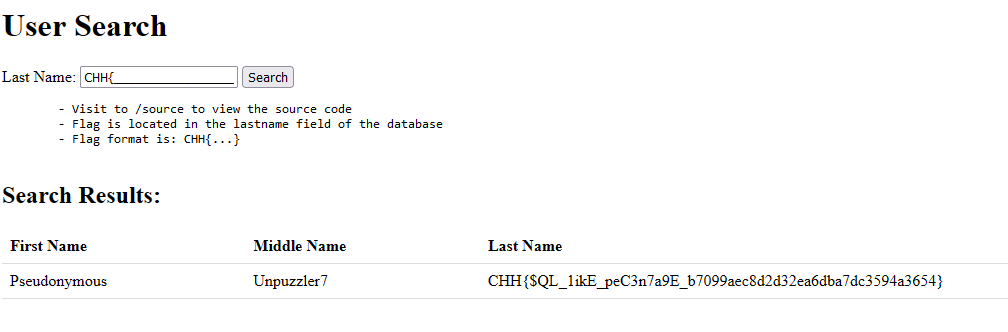 User Search
Last Name: CHH{__________________ Search
- Visit to /source to view the source code
- Flag is located in the lastname field of the database
- Flag format is: CHH{...}
Search Results:
First Name Middle Name Last Name
Pseudonymous Unpuzzler7 CHH{$QL_1ikE_peC3n7a9E_b7099aec8d2d32ea6dba7dc3594a3654}